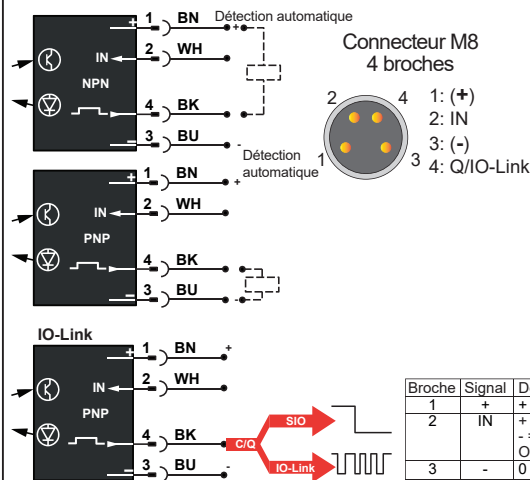 1 BN Détection automatique
+
+
IN 2 WH
NPN
4 BK
- 3 BU -
Connecteur M8
4 broches
2 4
1 3
1: (+)
2: IN
3: (-)
4: Q/IO-Link
Détection
automatique
+ 1 BN +
IN 2 WH
PNP
4 BK
- 3 BU -
IO-Link
+ 1 BN +
IN 2 WH
PNP
4 BK C/Q
- 3 BU -
SIO
IO-Link
Broche Signal
1 + +
2 IN +
3 - 0